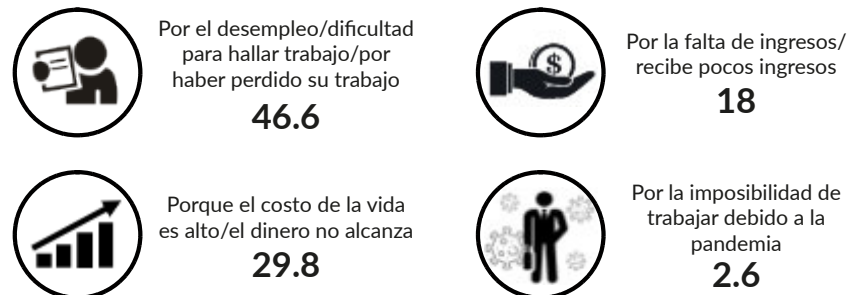 Por el desempleo/dificultad
para hallar trabajo/por
haber perdido su trabajo
46.6
Por la falta de ingresos/
recibe pocos ingresos
$
18
Porque el costo de la vida
es alto/el dinero no alcanza
29.8
Por la imposibilidad de
trabajar debido a la
pandemia
2.6